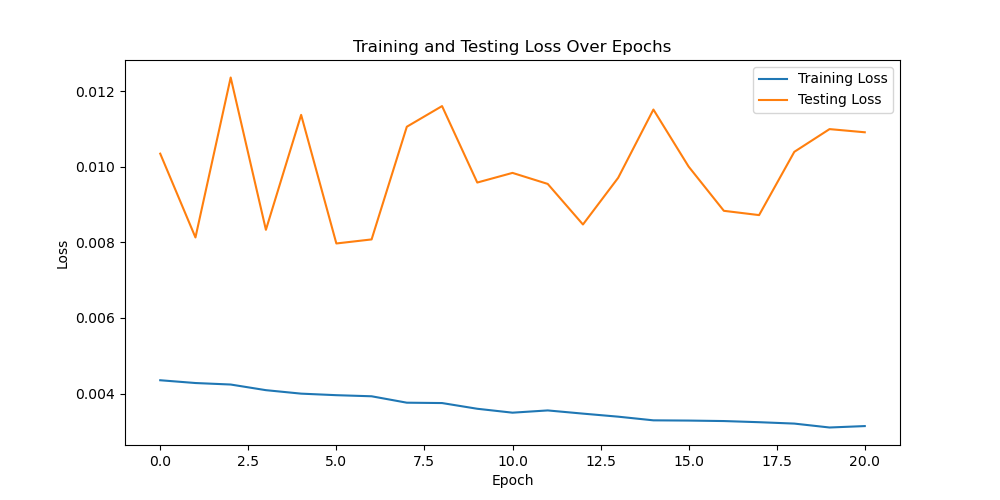 Training and Testing Loss Over Epochs
Training Loss
Testing Loss
0.012
0.010
0.008
0.006
0.004
Loss
0.0 2.5 5.0 7.5 10.0 12.5 15.0 17.5 20.0
Epoch